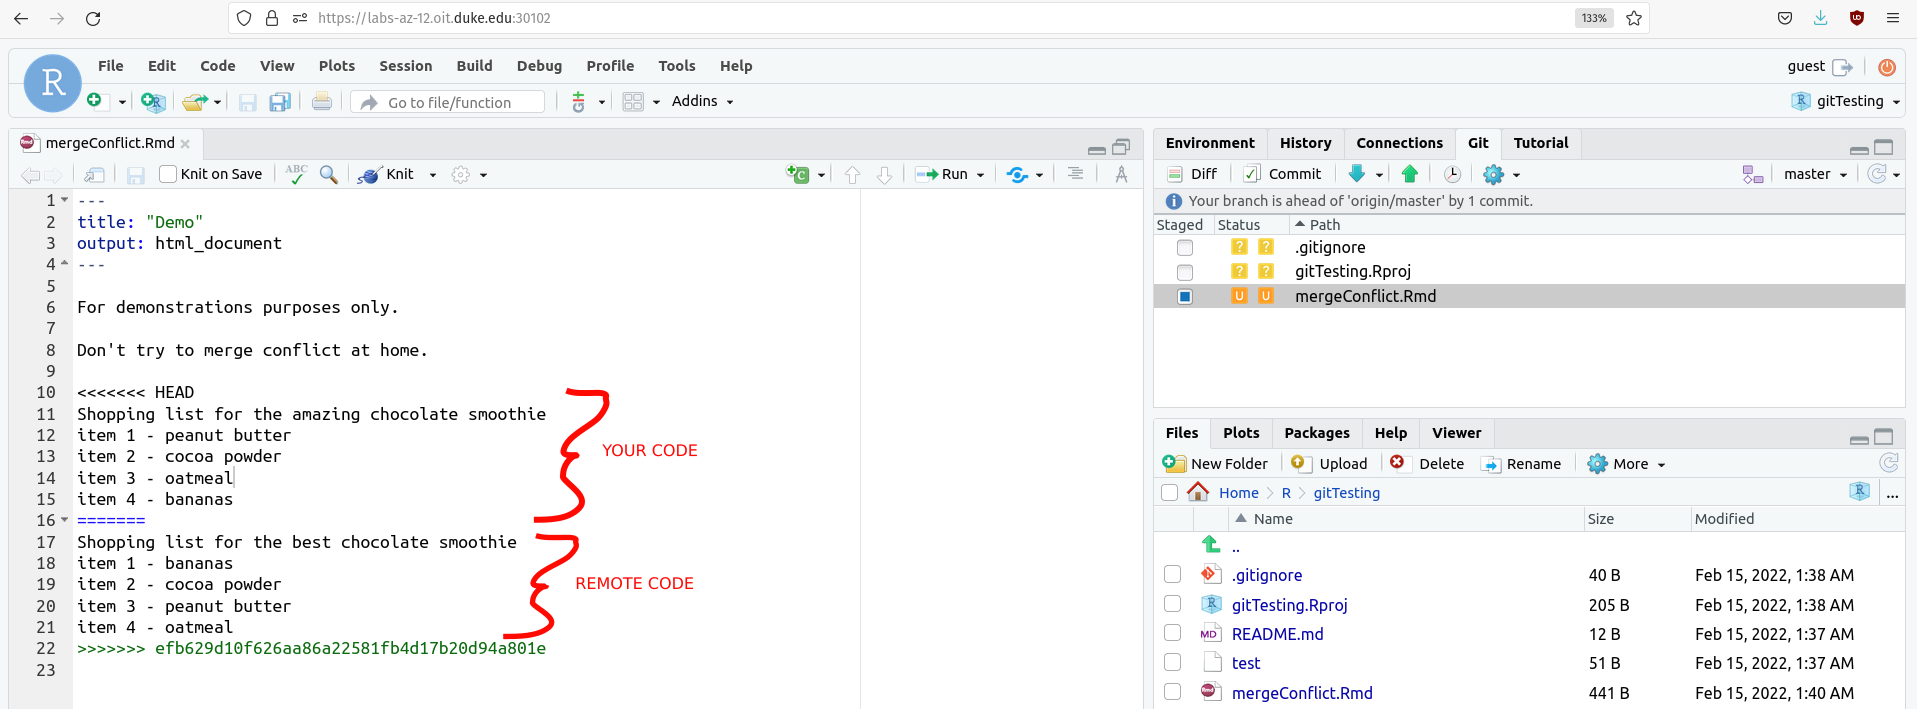 https://labs-az-12.oit.duke.edu:30102
133%
File Edit Code View Plots Session Build Debug Profile Tools Help
guest
R
Go to file/function
Addins
gitTesting
mergeConflict.Rmd
Knit on Save
ABC
Knit
Run
1 ---
2 title: "Demo"
3 output: html_document
4 ---
5
6 For demonstrations purposes only.
7
8 Don't try to merge conflict at home.
9
10 <<<<<<< HEAD
11 Shopping list for the amazing chocolate smoothie
12 item 1 - peanut butter
13 item 2 - cocoa powder
14 item 3 - oatmeal
15 item 4 - bananas
16 =======
17 Shopping list for the best chocolate smoothie
18 item 1 - bananas
19 item 2 - cocoa powder
20 item 3 - peanut butter
21 item 4 - oatmeal
22 >>>>>>> efb629d10f626aa86a22581fb4d17b20d94a801e
23
YOUR CODE
REMOTE CODE
Environment History Connections Git Tutorial
Diff Commit master
Your branch is ahead of 'origin/master' by 1 commit.
Staged Status Path
? ? .gitignore
? ? gitTesting.Rproj
U U mergeConflict.Rmd
Files Plots Packages Help Viewer
New Folder Upload Delete Rename More
Home R gitTesting ...
Name Size Modified
..
.gitignore 40 B Feb 15, 2022, 1:38 AM
gitTesting.Rproj 205 B Feb 15, 2022, 1:38 AM
README.md 12 B Feb 15, 2022, 1:37 AM
test 51 B Feb 15, 2022, 1:37 AM
mergeConflict.Rmd 441 B Feb 15, 2022, 1:40 AM